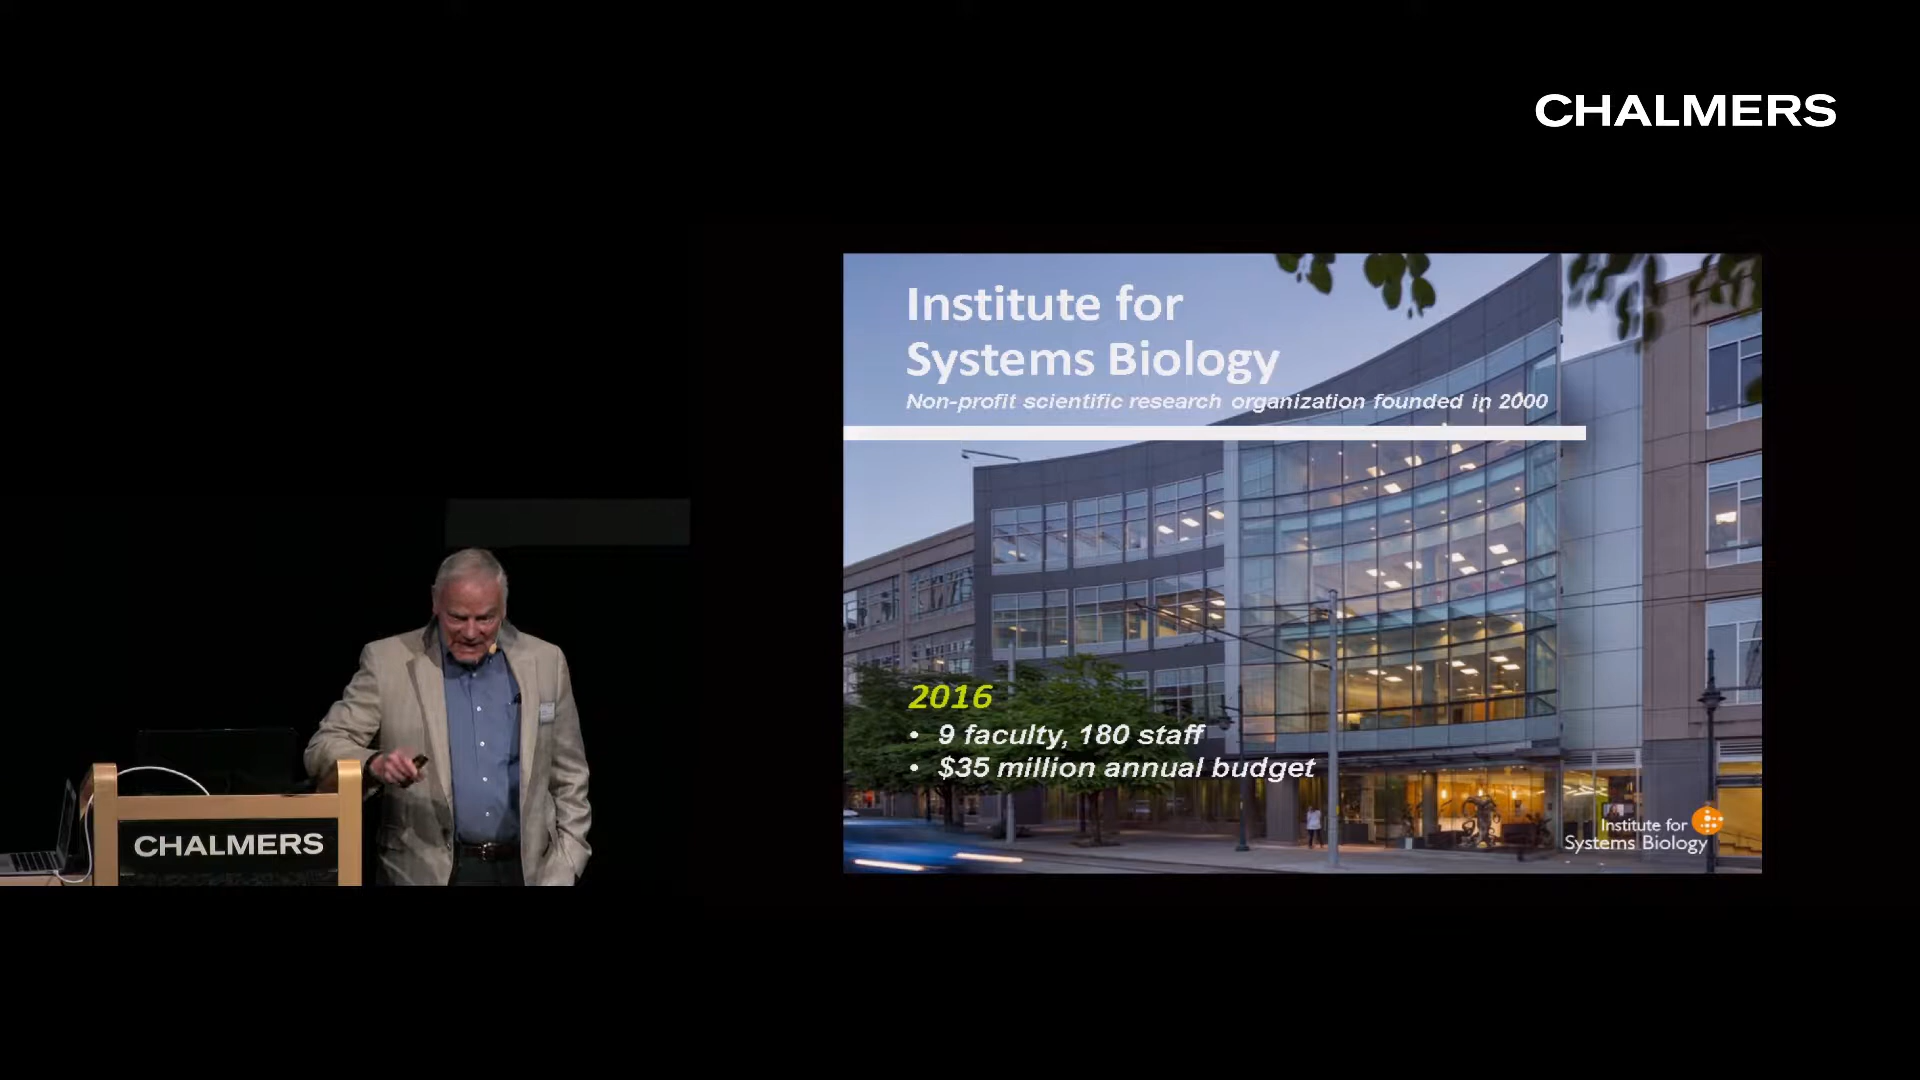 CHALMERS
Institute for
Systems Biology
Non-profit scientific research organization founded in 2000
2016
• 9 faculty, 180 staff
• $35 million annual budget
Institute for
Systems Biology
CHALMERS